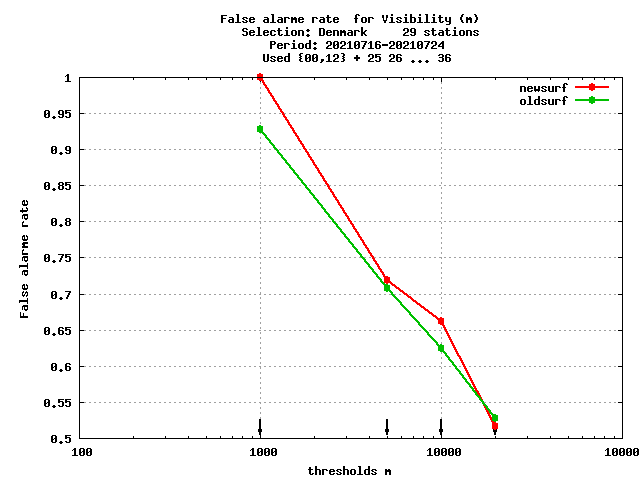 False alarme rate  for Visibility (m)
Selection: Denmark     29 stations
Period: 20210716-20210724
Used {00,12} + 25 26 ... 36
newsurf
oldsurf
1
0.95
0.9
0.85
0.8
0.75
0.7
0.65
0.6
0.55
0.5
False alarme rate
100
1000
10000
10000
thresholds m